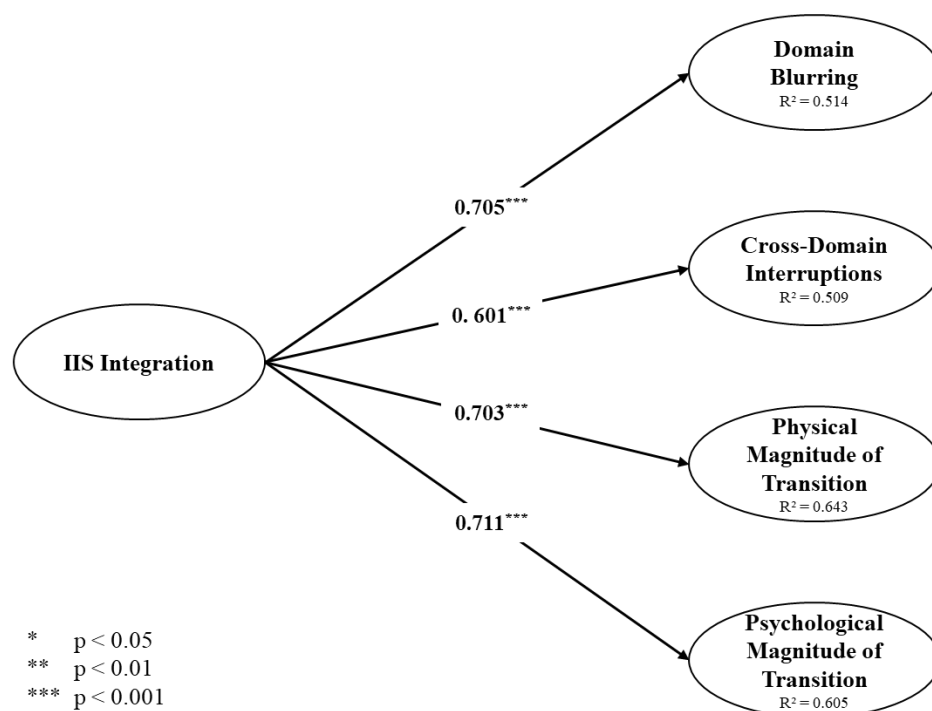 Domain
Blurring
R² = 0.514
0.705***
Cross-Domain
Interruptions
R² = 0.509
0. 601***
IIS Integration
0.703***
Physical
Magnitude of
Transition
R² = 0.643
0.711***
Psychological
Magnitude of
Transition
R² = 0.605
* p < 0.05
** p < 0.01
*** p < 0.001